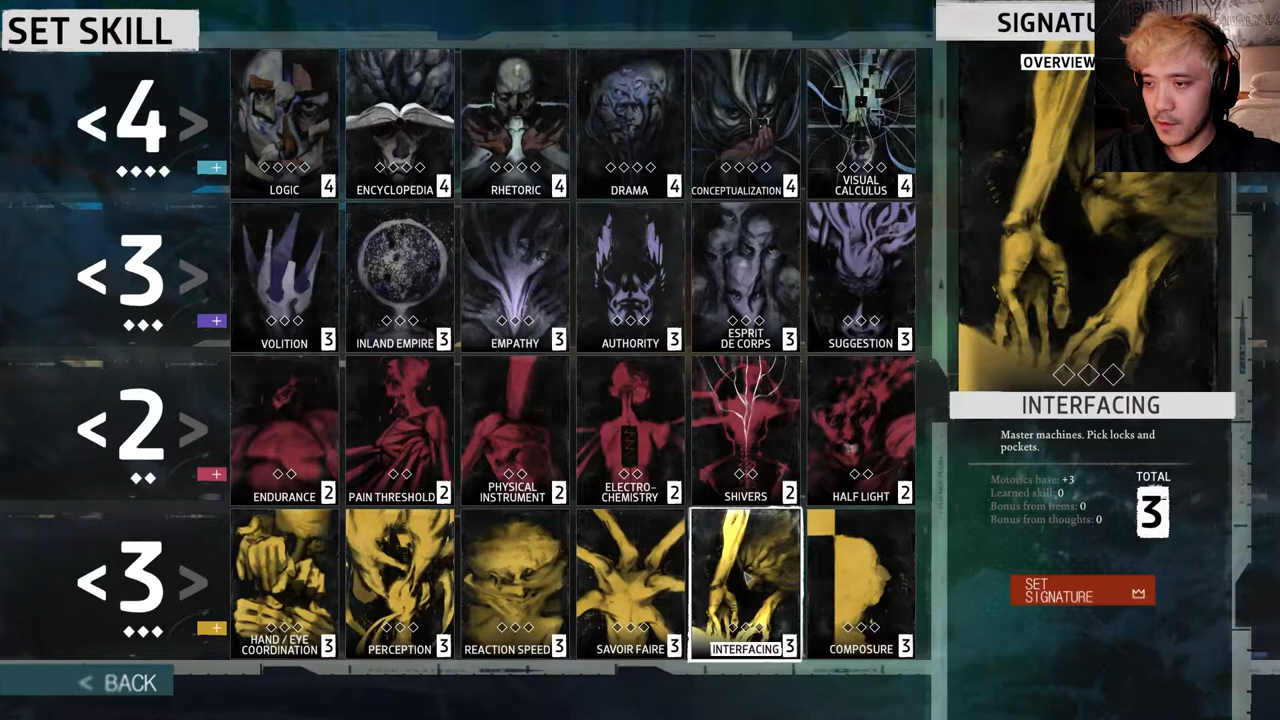 SET SKILL
SIGNATU
OVERVIEW
< 4 >
LOGIC 4
ENCYCLOPEDIA 4
RHETORIC 4
DRAMA 4
CONCEPTUALIZATION 4
VISUAL
CALCULUS 4
< 3 >
VOLITION 3
INLAND EMPIRE 3
EMPATHY 3
AUTHORITY 3
ESPRIT
DE CORPS 3
SUGGESTION 3
< 2 >
ENDURANCE 2
PAIN THRESHOLD 2
PHYSICAL
INSTRUMENT 2
ELECTRO-
CHEMISTRY 2
SHIVERS 2
HALF LIGHT 2
< 3 >
HAND / EYE
COORDINATION 3
PERCEPTION 3
REACTION SPEED 3
SAVOIR FAIRE 3
INTERFACING 3
COMPOSURE 3
INTERFACING
Master machines. Pick locks and
pockets.
Motorics base: +3
Learned skill: 0
Bonus from items: 0
Bonus from thoughts: 0
TOTAL
3
SET
SIGNATURE
< BACK